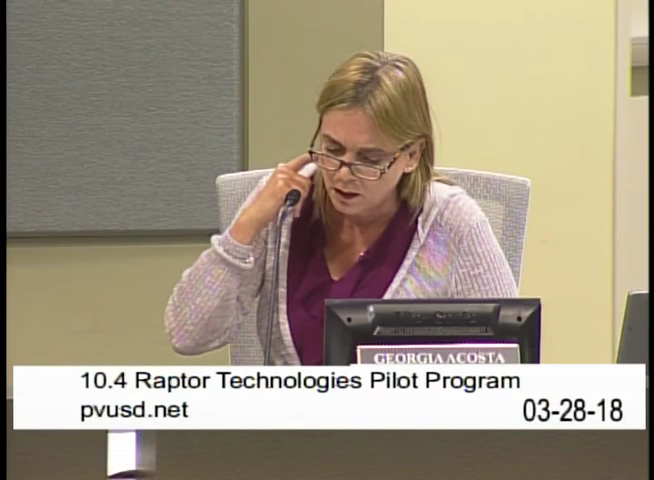 GEORGIA ACOSTA
10.4 Raptor Technologies Pilot Program
pvusd.net
03-28-18